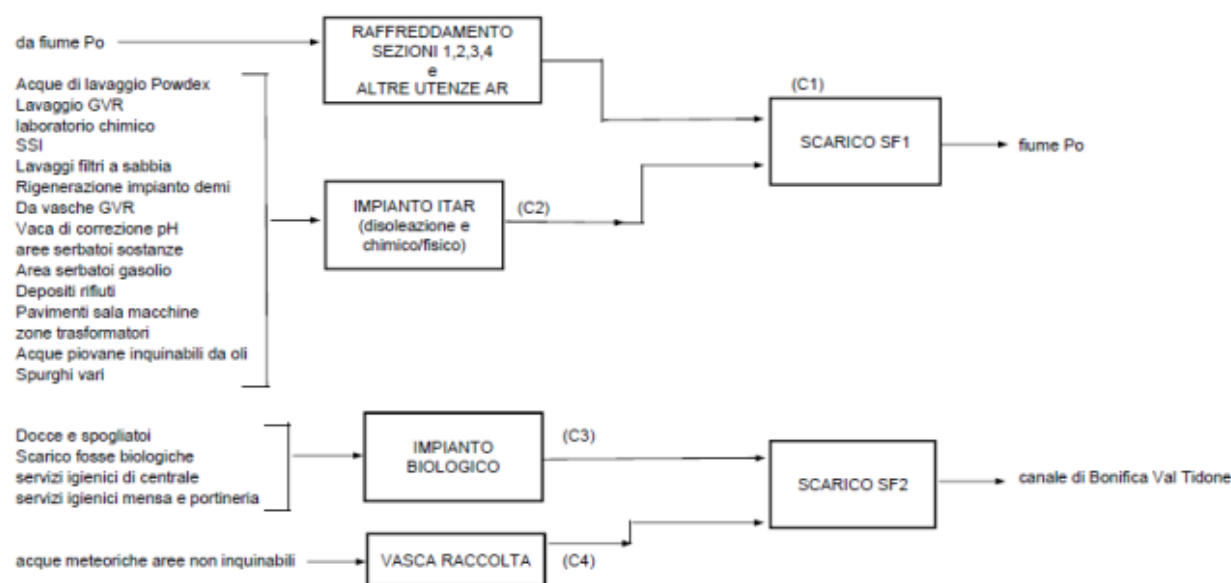 da fiume Po
RAFFREDDAMENTO
SEZIONI 1,2,3,4
e
ALTRE UTENZE AR
(C1)
SCARICO SF1
fiume Po
Acque di lavaggio Powdex
Lavaggio GVR
laboratorio chimico
SSI
Lavaggi filtri a sabbia
Rigenerazione impianto demi
Da vasche GVR
Vaca di correzione pH
aree serbatoi sostanze
Area serbatoi gasolio
Depositi rifiuti
Pavimenti sala macchine
zone trasformatori
Acque piovane inquinabili da oli
Spurghi vari
IMPIANTO ITAR
(disoleazione e
chimico/fisico)
(C2)
Docce e spogliatoi
Scarico fosse biologiche
servizi igienici di centrale
servizi igienici mensa e portineria
IMPIANTO
BIOLOGICO
(C3)
SCARICO SF2
canale di Bonifica Val Tidone
acque meteoriche aree non inquinabili
VASCA RACCOLTA
(C4)